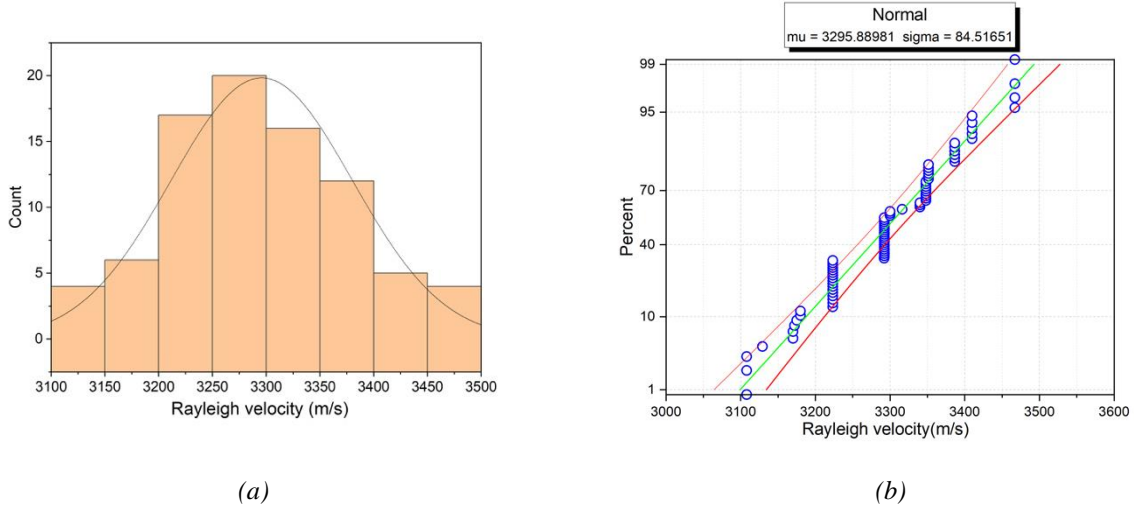 20
15
10
5
0
Count
3100 3150 3200 3250 3300 3350 3400 3450 3500
Rayleigh velocity (m/s)
(a)
Normal
mu = 3295.88981 sigma = 84.51651
99
95
70
40
10
1
Percent
3000 3100 3200 3300 3400 3500 3600
Rayleigh velocity(m/s)
(b)